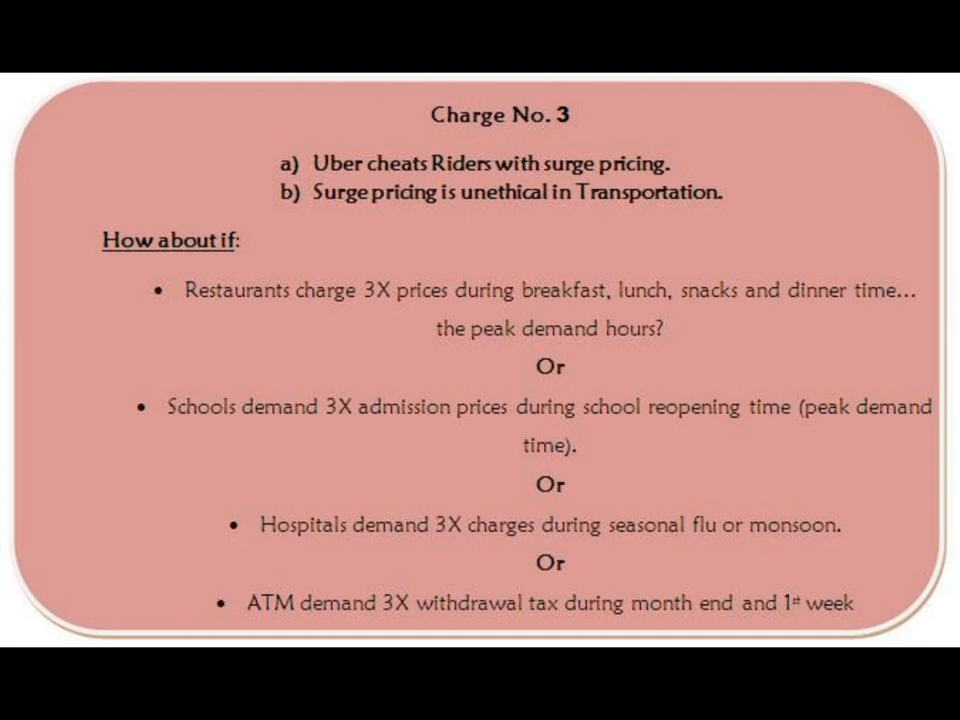 Charge No. 3
a) Uber cheats Riders with surge pricing.
b) Surge pricing is unethical in Transportation.
How about if:
• Restaurants charge 3X prices during breakfast, lunch, snacks and dinner time...
the peak demand hours?
Or
• Schools demand 3X admission prices during school reopening time (peak demand
time).
Or
• Hospitals demand 3X charges during seasonal flu or monsoon.
Or
• ATM demand 3X withdrawal tax during month end and 1st week